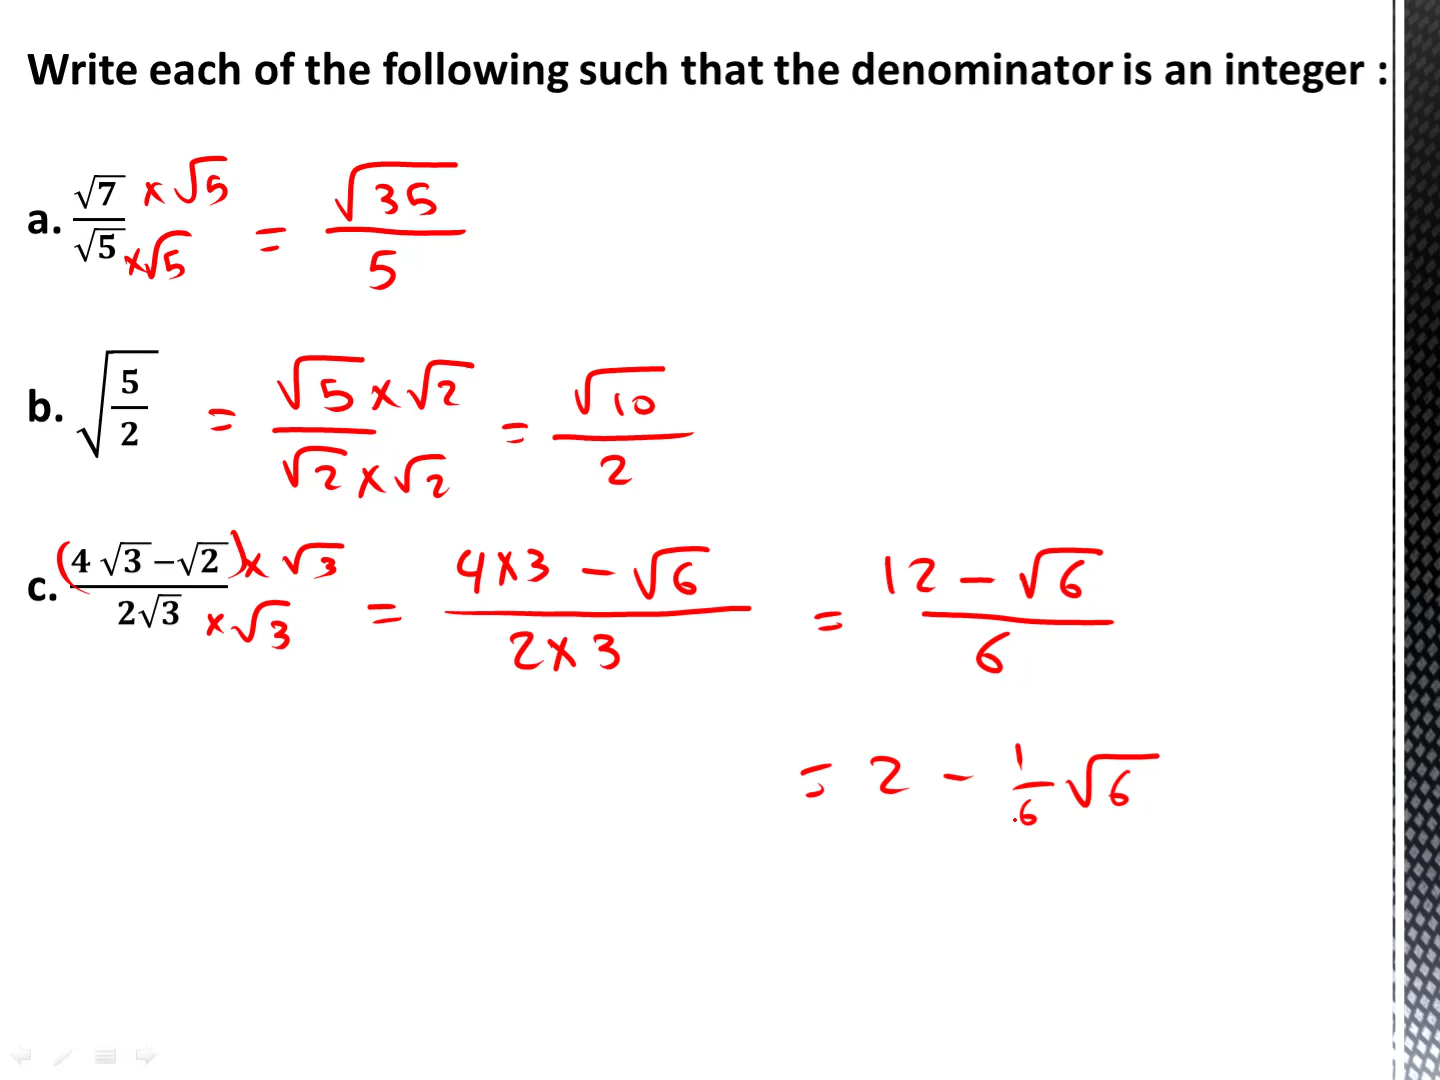 Write each of the following such that the denominator is an integer :
a. √7/√5 ×√5/×√5 = √35/5
b. √(5/2) = √5×√2/√2×√2 = √10/2
c. (4√3−√2)×√3/2√3×√3 = 4×3−√6/2×3 = 12−√6/6
= 2 − 1/6 √6